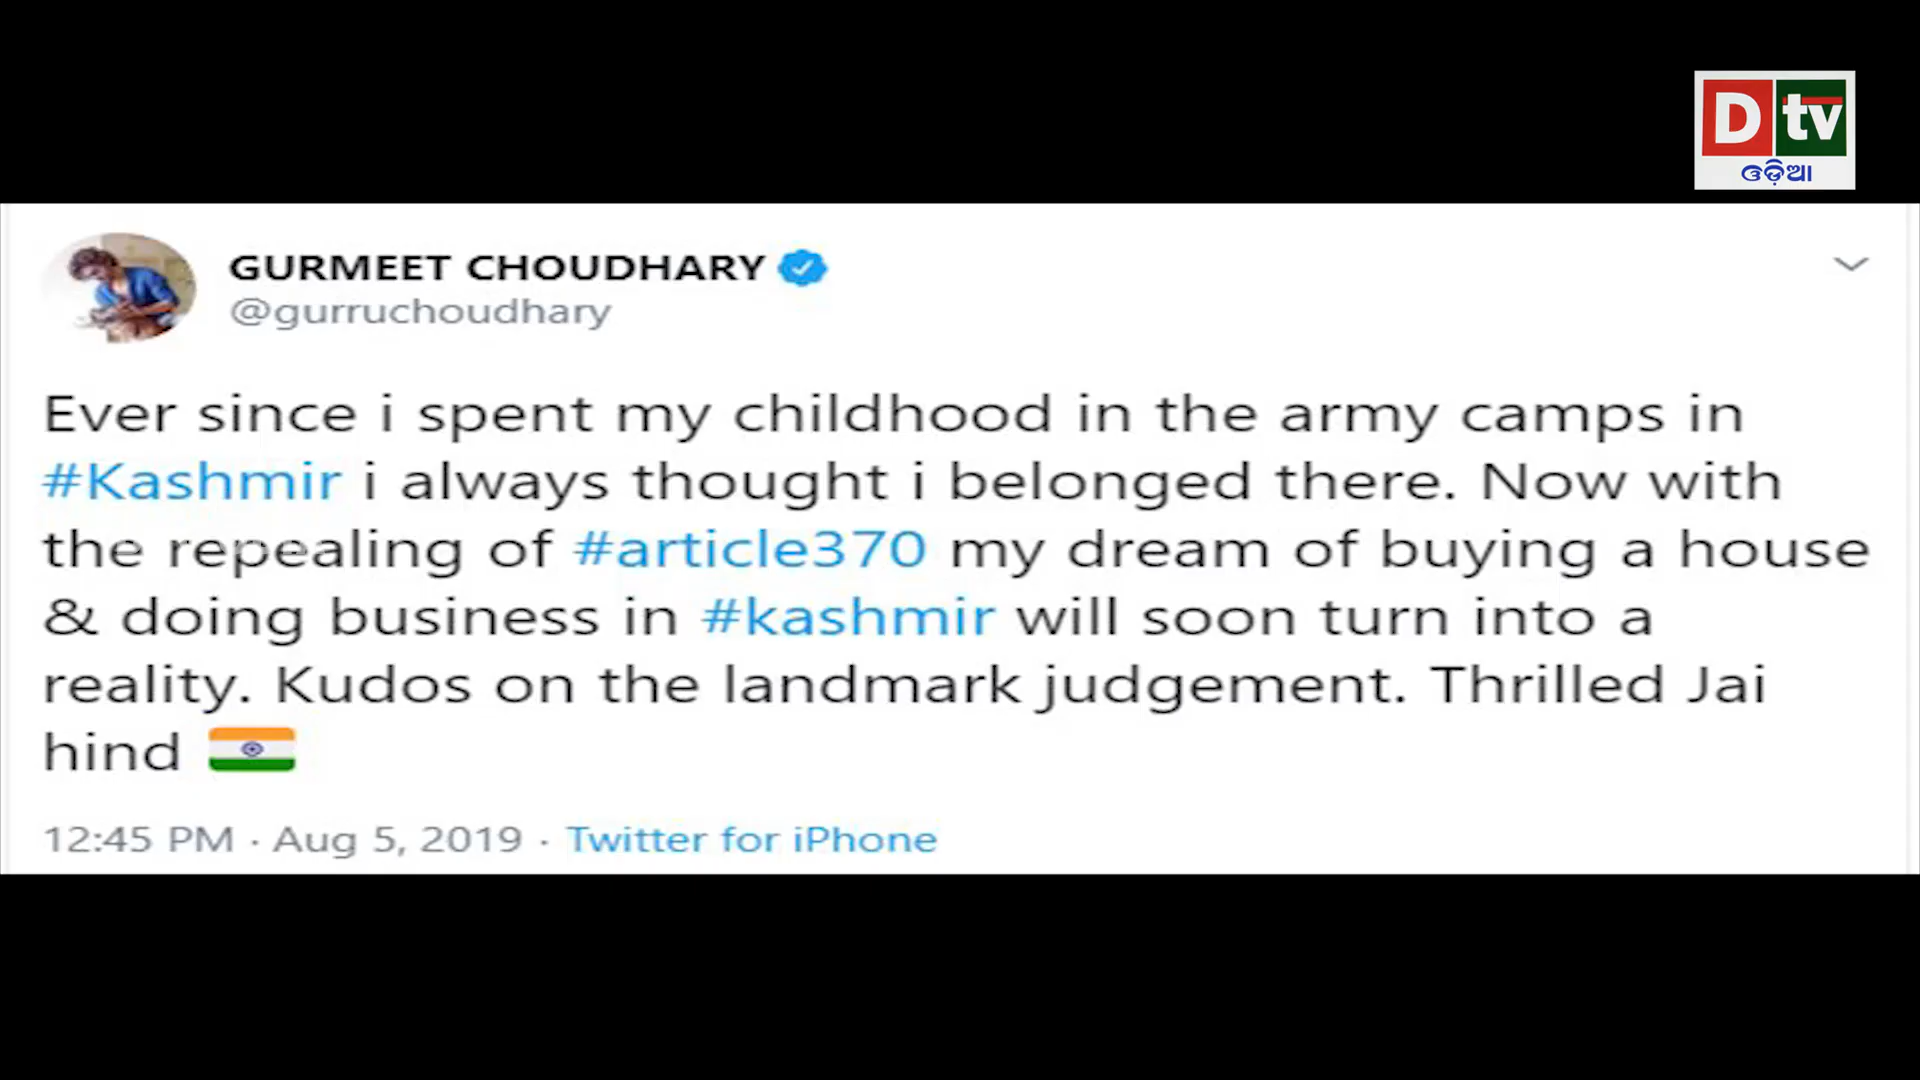 D tv
ଓଡ଼ିଆ
GURMEET CHOUDHARY
@gurruchoudhary
Ever since i spent my childhood in the army camps in
#Kashmir i always thought i belonged there. Now with
the repealing of #article370 my dream of buying a house
& doing business in #kashmir will soon turn into a
reality. Kudos on the landmark judgement. Thrilled Jai
hind 🇮🇳
12:45 PM · Aug 5, 2019 · Twitter for iPhone